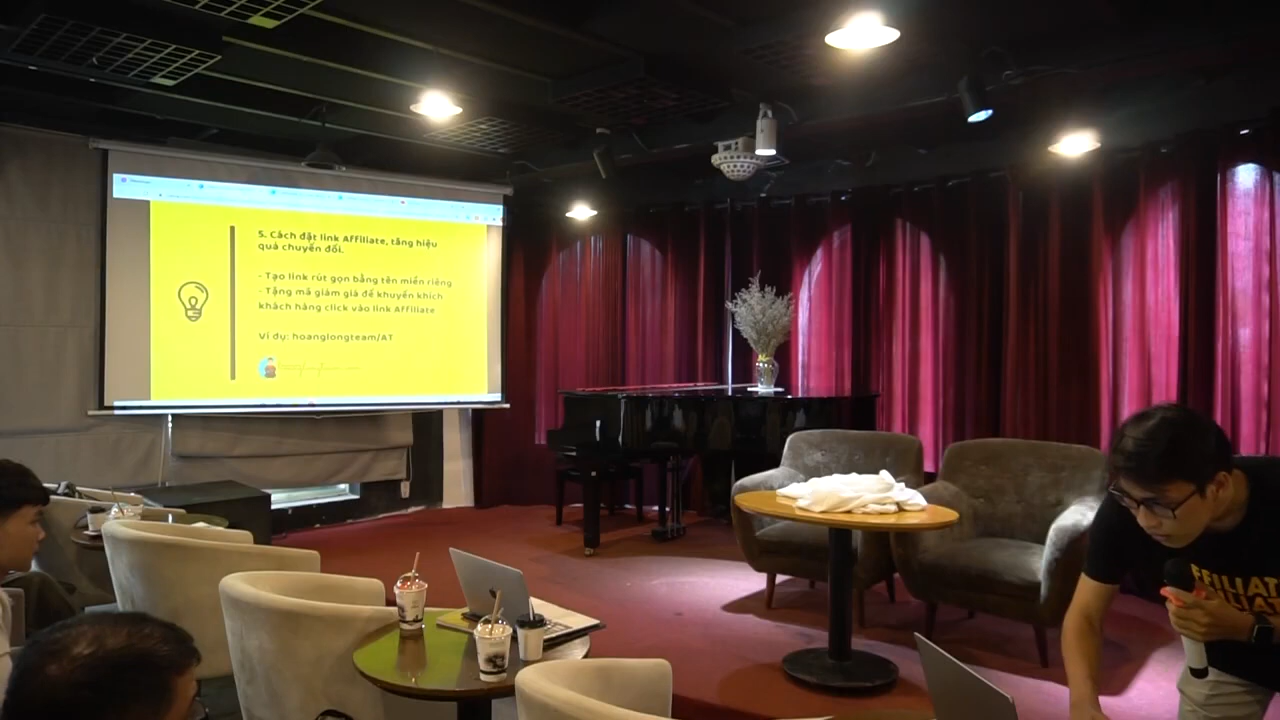 5. Cách đặt link Affiliate, tăng hiệu
quả chuyển đổi.
- Tạo link rút gọn bằng tên miền riêng
- Tặng mã giảm giá để khuyến khích
khách hàng click vào link Affiliate
Ví dụ: hoanglongteam/AT